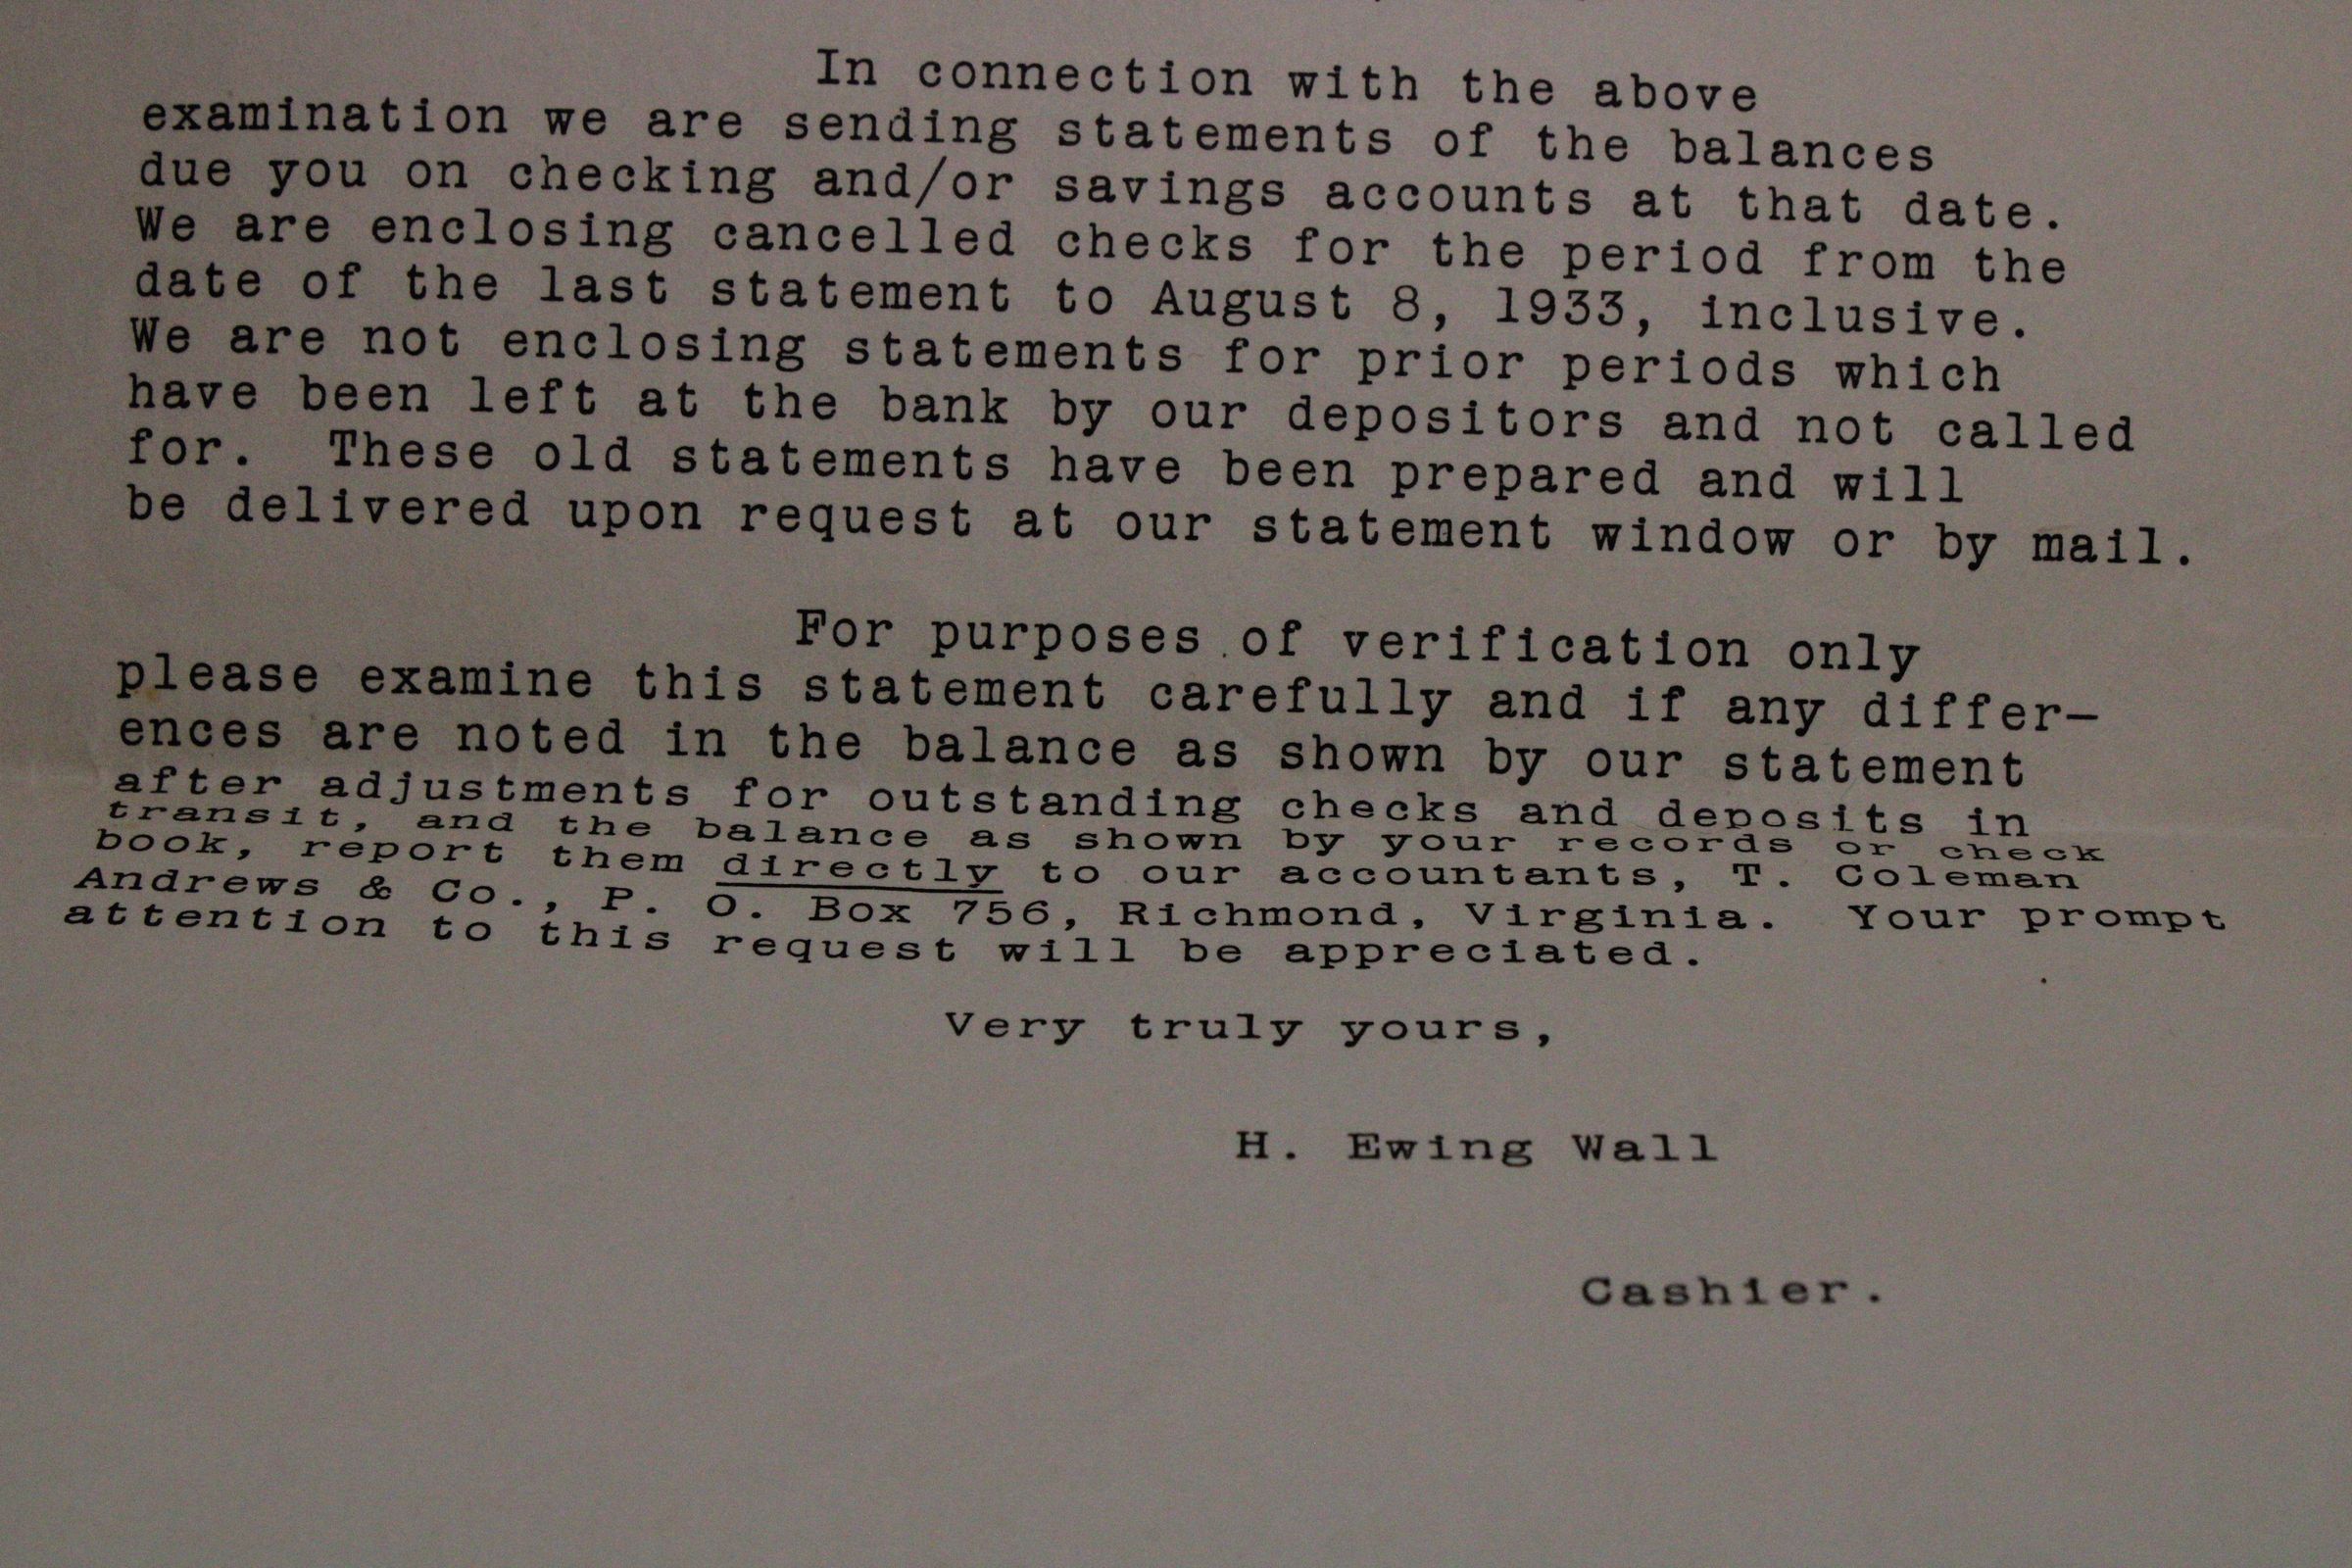 In connection with the above
examination we are sending statements of the balances
due you on checking and/or savings accounts at that date.
We are enclosing cancelled checks for the period from the
date of the last statement to August 8, 1933, inclusive.
We are not enclosing statements for prior periods which
have been left at the bank by our depositors and not called
for. These old statements have been prepared and will
be delivered upon request at our statement window or by mail.
For purposes of verification only
please examine this statement carefully and if any differ-
ences are noted in the balance as shown by our statement
after adjustments for outstanding checks and deposits in
transit, and the balance as shown by your records or check
book, report them directly to our accountants, T. Coleman
Andrews & Co., P. O. Box 756, Richmond, Virginia. Your prompt
attention to this request will be appreciated.
Very truly yours,
H. Ewing Wall
Cashier.